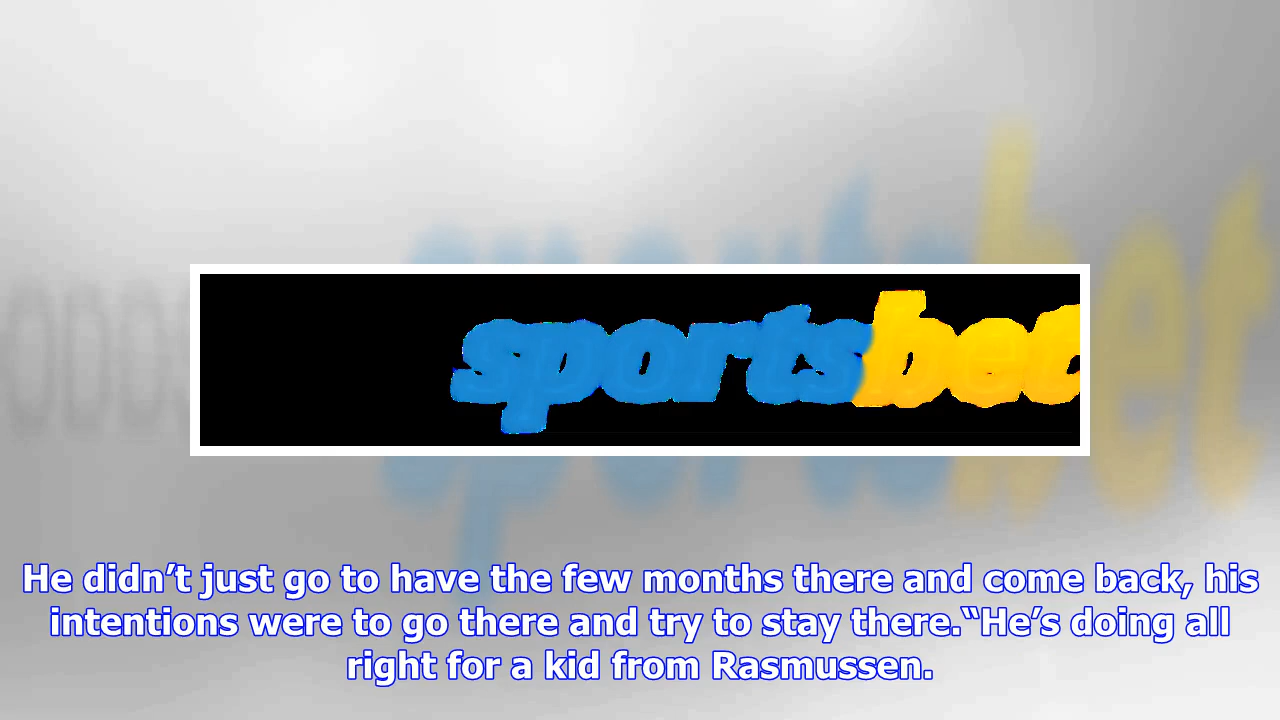 sportsbet
He didn’t just go to have the few months there and come back, his
intentions were to go there and try to stay there.“He’s doing all
right for a kid from Rasmussen.